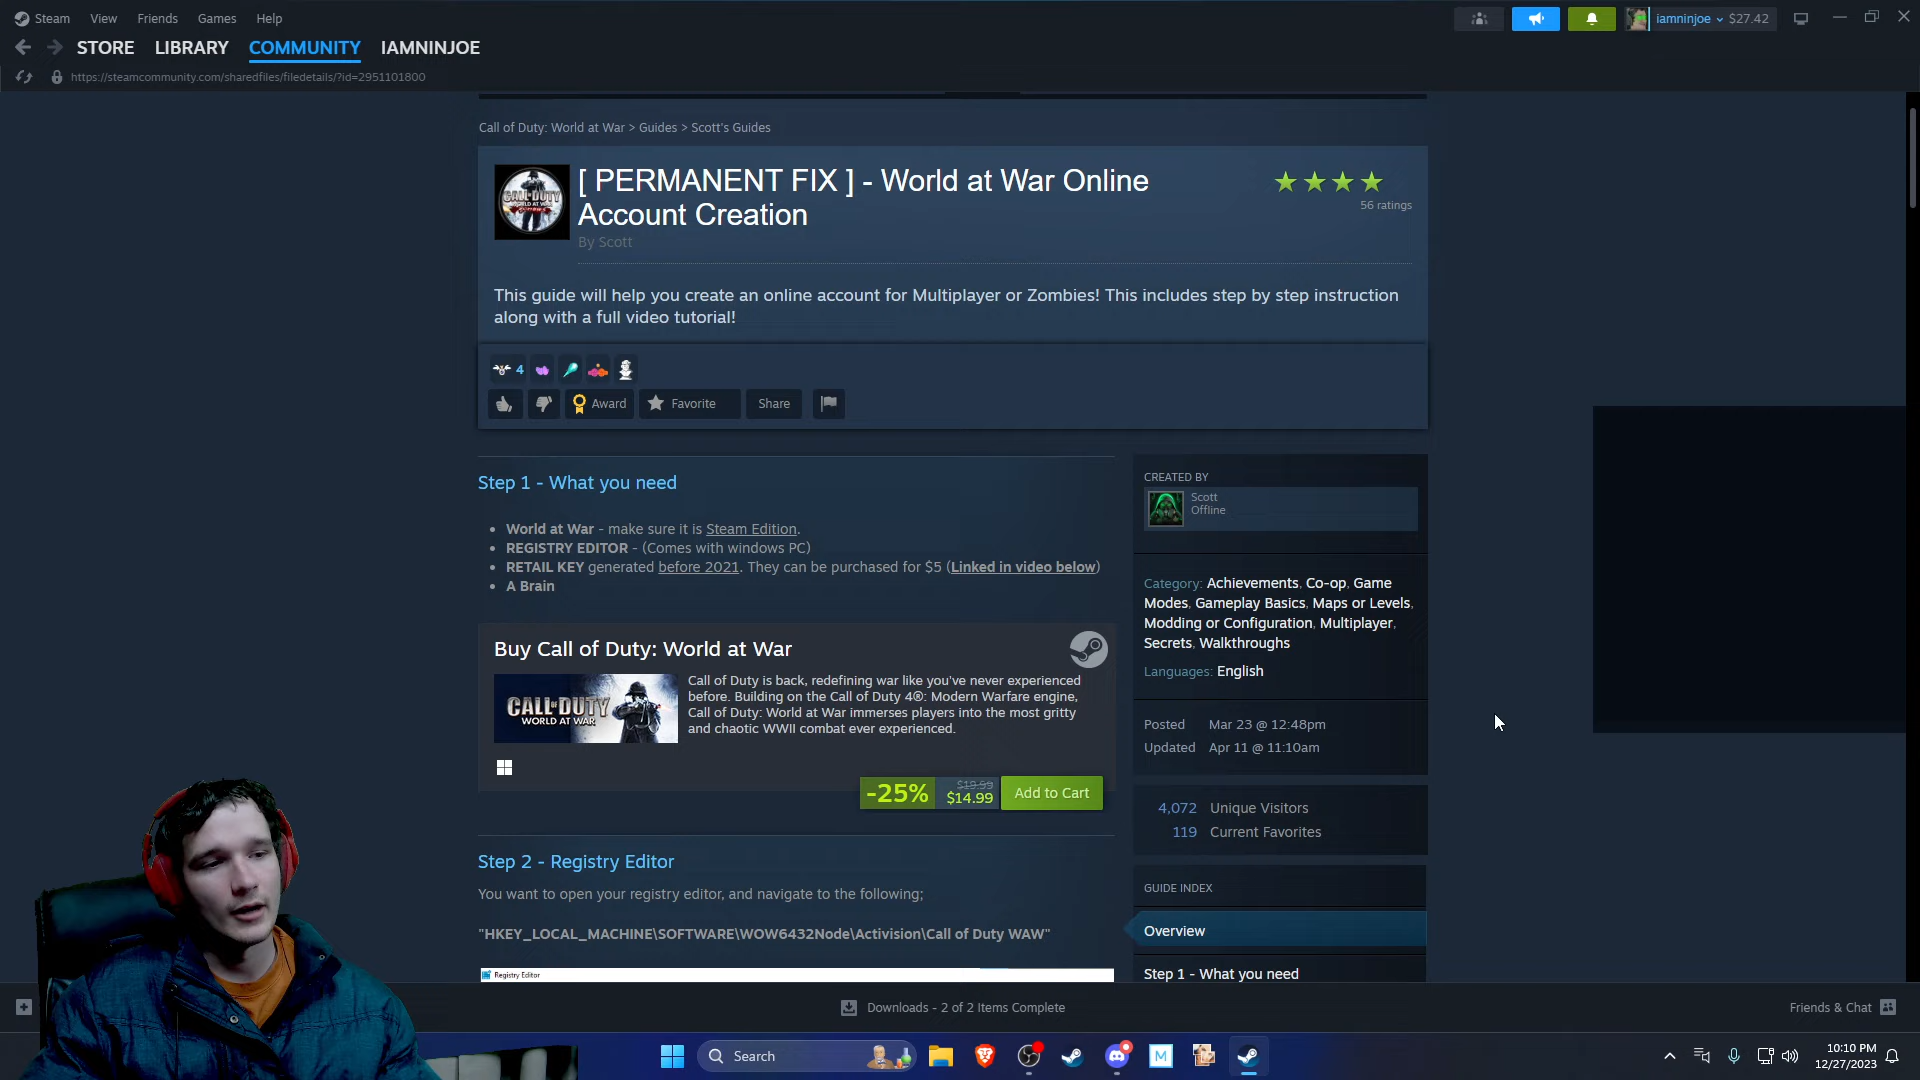 Steam View Friends Games Help
iamninjoe $27.42
STORE LIBRARY COMMUNITY IAMNINJOE
https://steamcommunity.com/sharedfiles/filedetails/?id=2951101800
Call of Duty: World at War > Guides > Scott's Guides
[ PERMANENT FIX ] - World at War Online
Account Creation
By Scott
56 ratings
This guide will help you create an online account for Multiplayer or Zombies! This includes step by step instruction
along with a full video tutorial!
4
Award
Favorite
Share
Step 1 - What you need
World at War - make sure it is Steam Edition.
REGISTRY EDITOR - (Comes with windows PC)
RETAIL KEY generated before 2021. They can be purchased for $5 (Linked in video below)
A Brain
Buy Call of Duty: World at War
CALL OF DUTY
WORLD AT WAR
Call of Duty is back, redefining war like you've never experienced
before. Building on the Call of Duty 4®: Modern Warfare engine,
Call of Duty: World at War immerses players into the most gritty
and chaotic WWII combat ever experienced.
-25%
$19.99
$14.99
Add to Cart
Step 2 - Registry Editor
You want to open your registry editor, and navigate to the following;
"HKEY_LOCAL_MACHINE\SOFTWARE\WOW6432Node\Activision\Call of Duty WAW"
Registry Editor
CREATED BY
Scott
Offline
Category: Achievements, Co-op, Game
Modes, Gameplay Basics, Maps or Levels,
Modding or Configuration, Multiplayer,
Secrets, Walkthroughs
Languages: English
Posted Mar 23 @ 12:48pm
Updated Apr 11 @ 11:10am
4,072 Unique Visitors
119 Current Favorites
GUIDE INDEX
Overview
Step 1 - What you need
Downloads - 2 of 2 Items Complete
Friends & Chat
Search
M
10:10 PM
12/27/2023